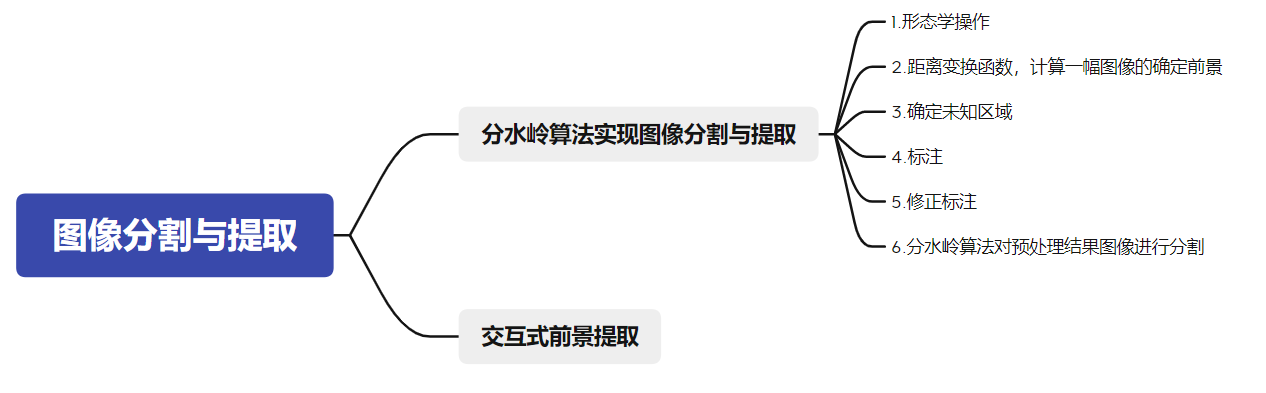 图像分割与提取
分水岭算法实现图像分割与提取
1.形态学操作
2.距离变换函数，计算一幅图像的确定前景
3.确定未知区域
4.标注
5.修正标注
6.分水岭算法对预处理结果图像进行分割
交互式前景提取